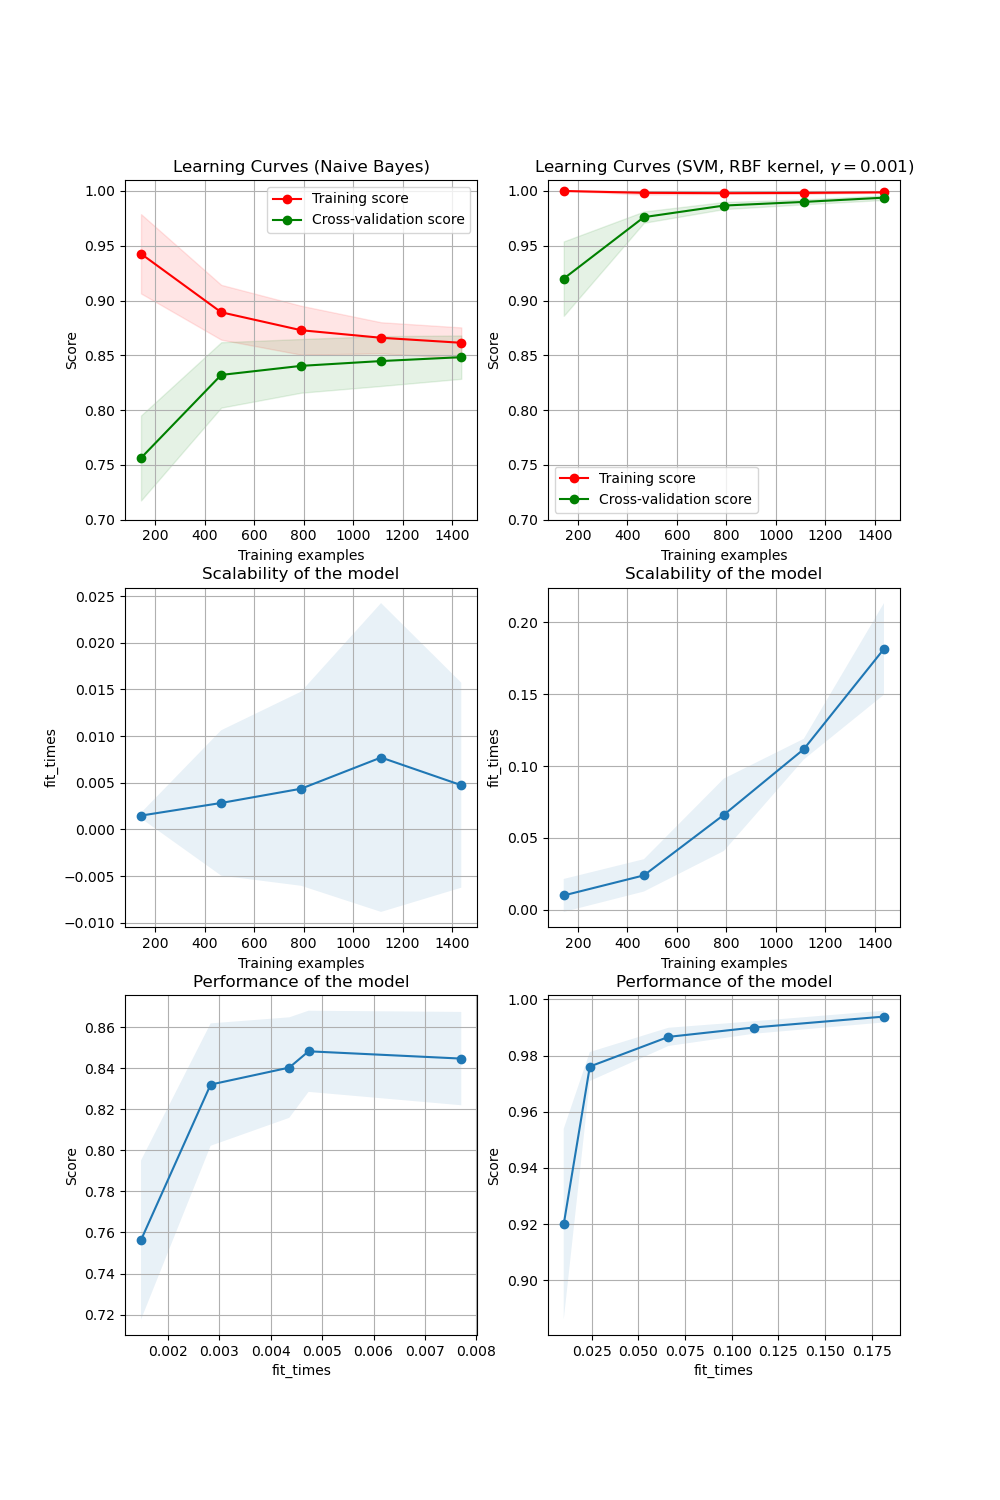 Learning Curves (Naive Bayes)
1.00
0.95
0.90
0.85
0.80
0.75
0.70
Score
Training score
Cross-validation score
200 400 600 800 1000 1200 1400
Training examples
Learning Curves (SVM, RBF kernel, γ = 0.001)
1.00
0.95
0.90
0.85
0.80
0.75
0.70
Score
Training score
Cross-validation score
200 400 600 800 1000 1200 1400
Training examples
Scalability of the model
0.025
0.020
0.015
0.010
0.005
0.000
−0.005
−0.010
fit_times
200 400 600 800 1000 1200 1400
Training examples
Scalability of the model
0.20
0.15
0.10
0.05
0.00
fit_times
200 400 600 800 1000 1200 1400
Training examples
Performance of the model
0.86
0.84
0.82
0.80
0.78
0.76
0.74
0.72
Score
0.002 0.003 0.004 0.005 0.006 0.007 0.008
fit_times
Performance of the model
1.00
0.98
0.96
0.94
0.92
0.90
Score
0.025 0.050 0.075 0.100 0.125 0.150 0.175
fit_times